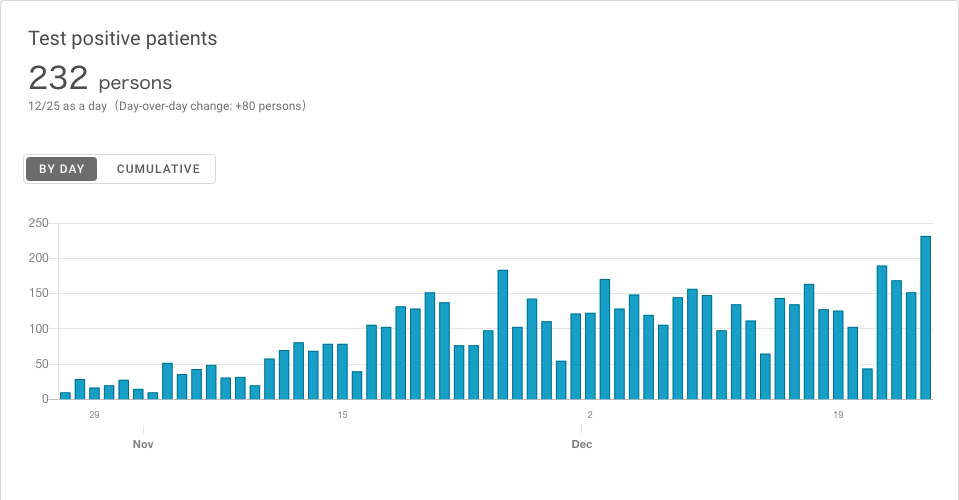 Test positive patients
232 persons
12/25 as a day (Day-over-day change: +80 persons)
BY DAY CUMULATIVE
250
200
150
100
50
0
29 15 2 19
Nov Dec